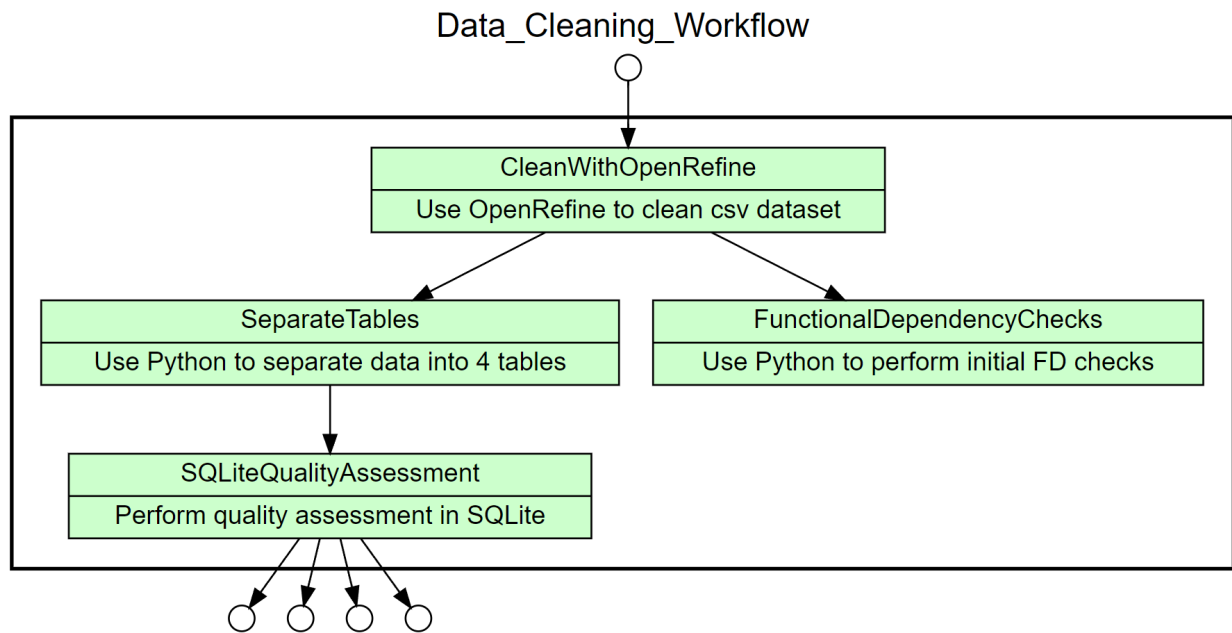 Data_Cleaning_Workflow
CleanWithOpenRefine
Use OpenRefine to clean csv dataset
SeparateTables
Use Python to separate data into 4 tables
FunctionalDependencyChecks
Use Python to perform initial FD checks
SQLiteQualityAssessment
Perform quality assessment in SQLite